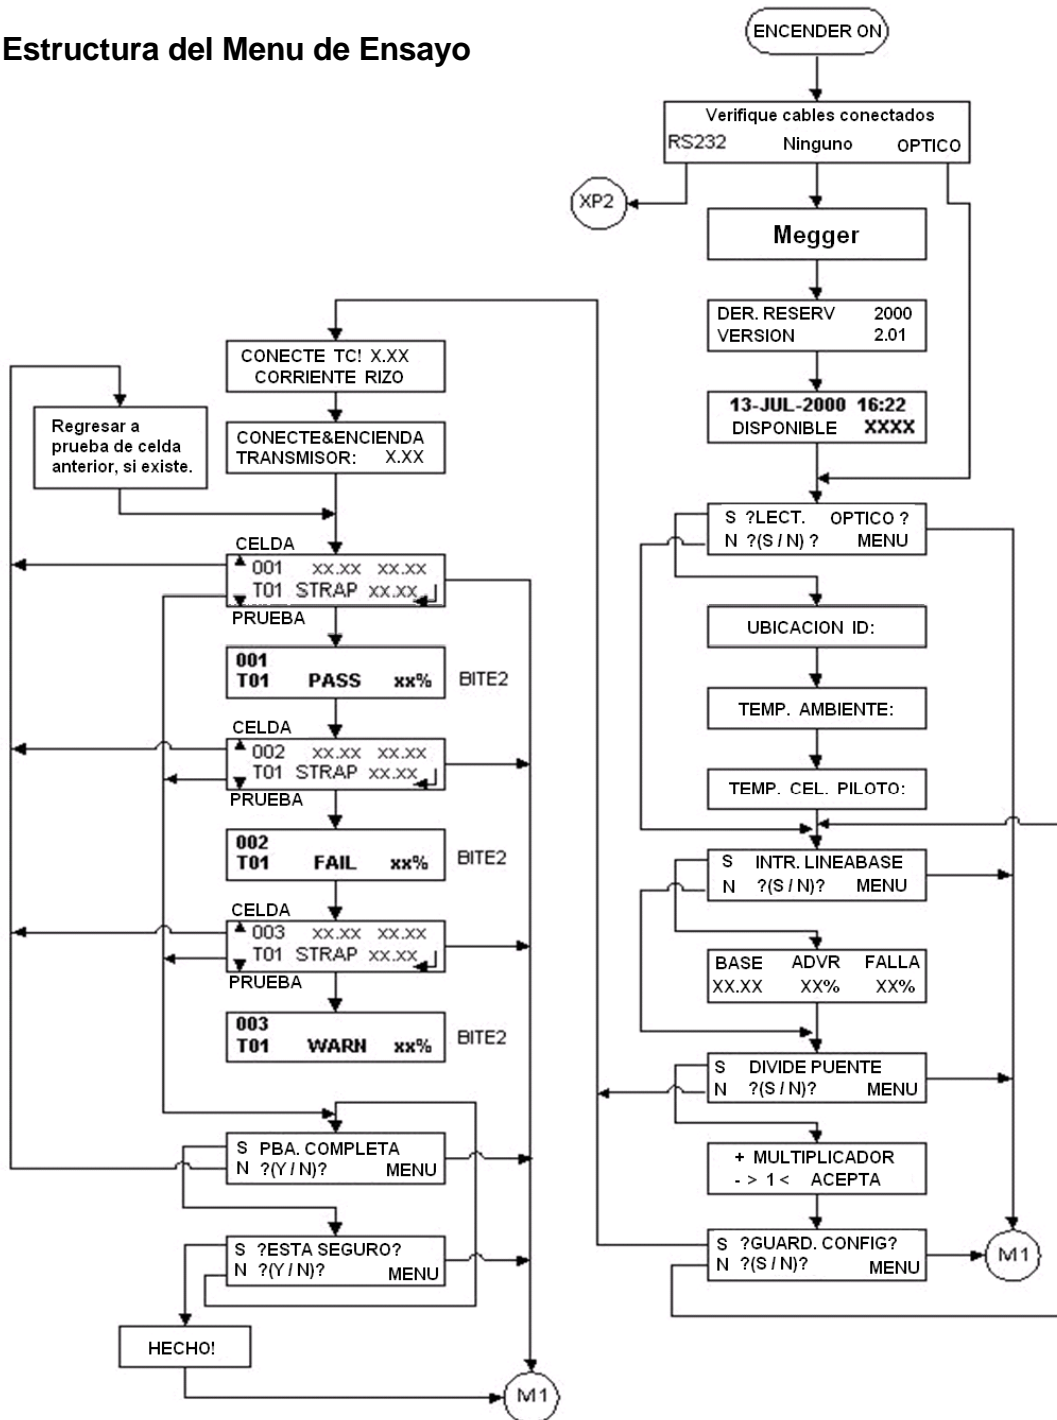 Estructura del Menu de Ensayo
ENCENDER ON
Verifique cables conectados
RS232 Ninguno OPTICO
XP2
Megger
DER. RESERV 2000
VERSION 2.01
13-JUL-2000 16:22
DISPONIBLE XXXX
S ?LECT. OPTICO ?
N ?(S / N) ? MENU
UBICACION ID:
TEMP. AMBIENTE:
TEMP. CEL. PILOTO:
S INTR. LINEABASE
N ?(S / N)? MENU
BASE ADVR FALLA
XX.XX XX% XX%
S DIVIDE PUENTE
N ?(S / N)? MENU
+ MULTIPLICADOR
- > 1 < ACEPTA
S ?GUARD. CONFIG?
N ?(S / N)? MENU
M1
CONECTE TC! X.XX
CORRIENTE RIZO
CONECTE&ENCIENDA
TRANSMISOR: X.XX
Regresar a
prueba de celda
anterior, si existe.
CELDA
001 xx.xx xx.xx
T01 STRAP xx.xx
PRUEBA
001
T01 PASS xx%
BITE2
CELDA
002 xx.xx xx.xx
T01 STRAP xx.xx
PRUEBA
002
T01 FAIL xx%
BITE2
CELDA
003 xx.xx xx.xx
T01 STRAP xx.xx
PRUEBA
003
T01 WARN xx%
BITE2
S PBA. COMPLETA
N ?(Y / N)? MENU
S ?ESTA SEGURO?
N ?(Y / N)? MENU
HECHO!
M1